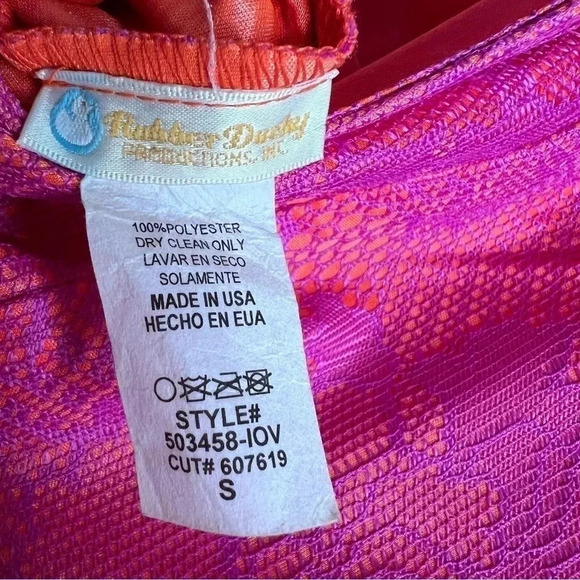 Rubber Ducky
PRODUCTIONS, INC.
100%POLYESTER
DRY CLEAN ONLY
LAVAR EN SECO
SOLAMENTE
MADE IN USA
HECHO EN EUA
STYLE#
503458-IOV
CUT# 607619
S